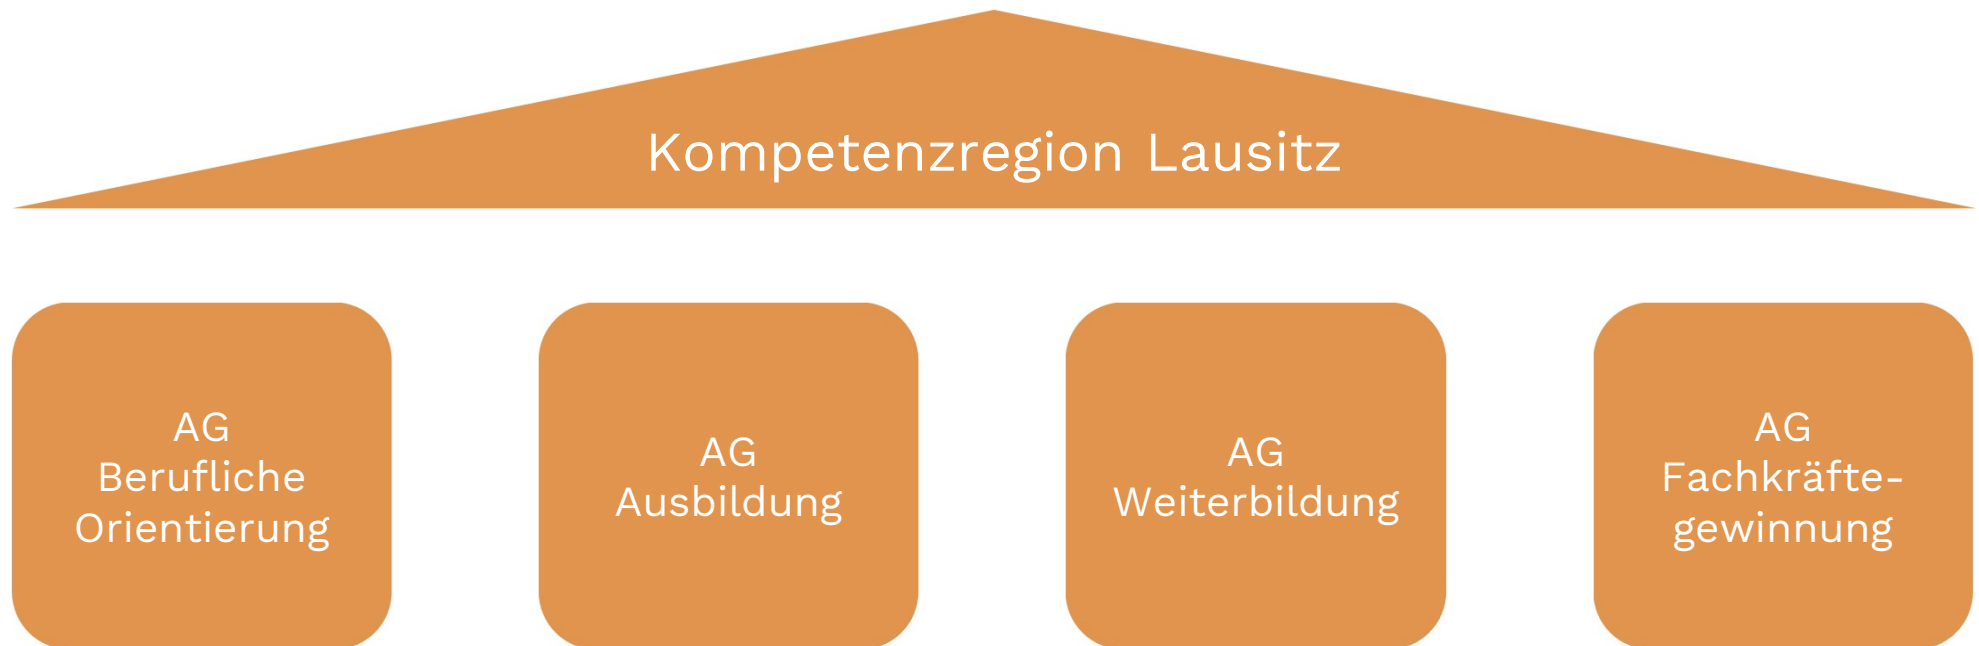 Kompetenzregion Lausitz
AG
Berufliche
Orientierung
AG
Ausbildung
AG
Weiterbildung
AG
Fachkräfte-
gewinnung